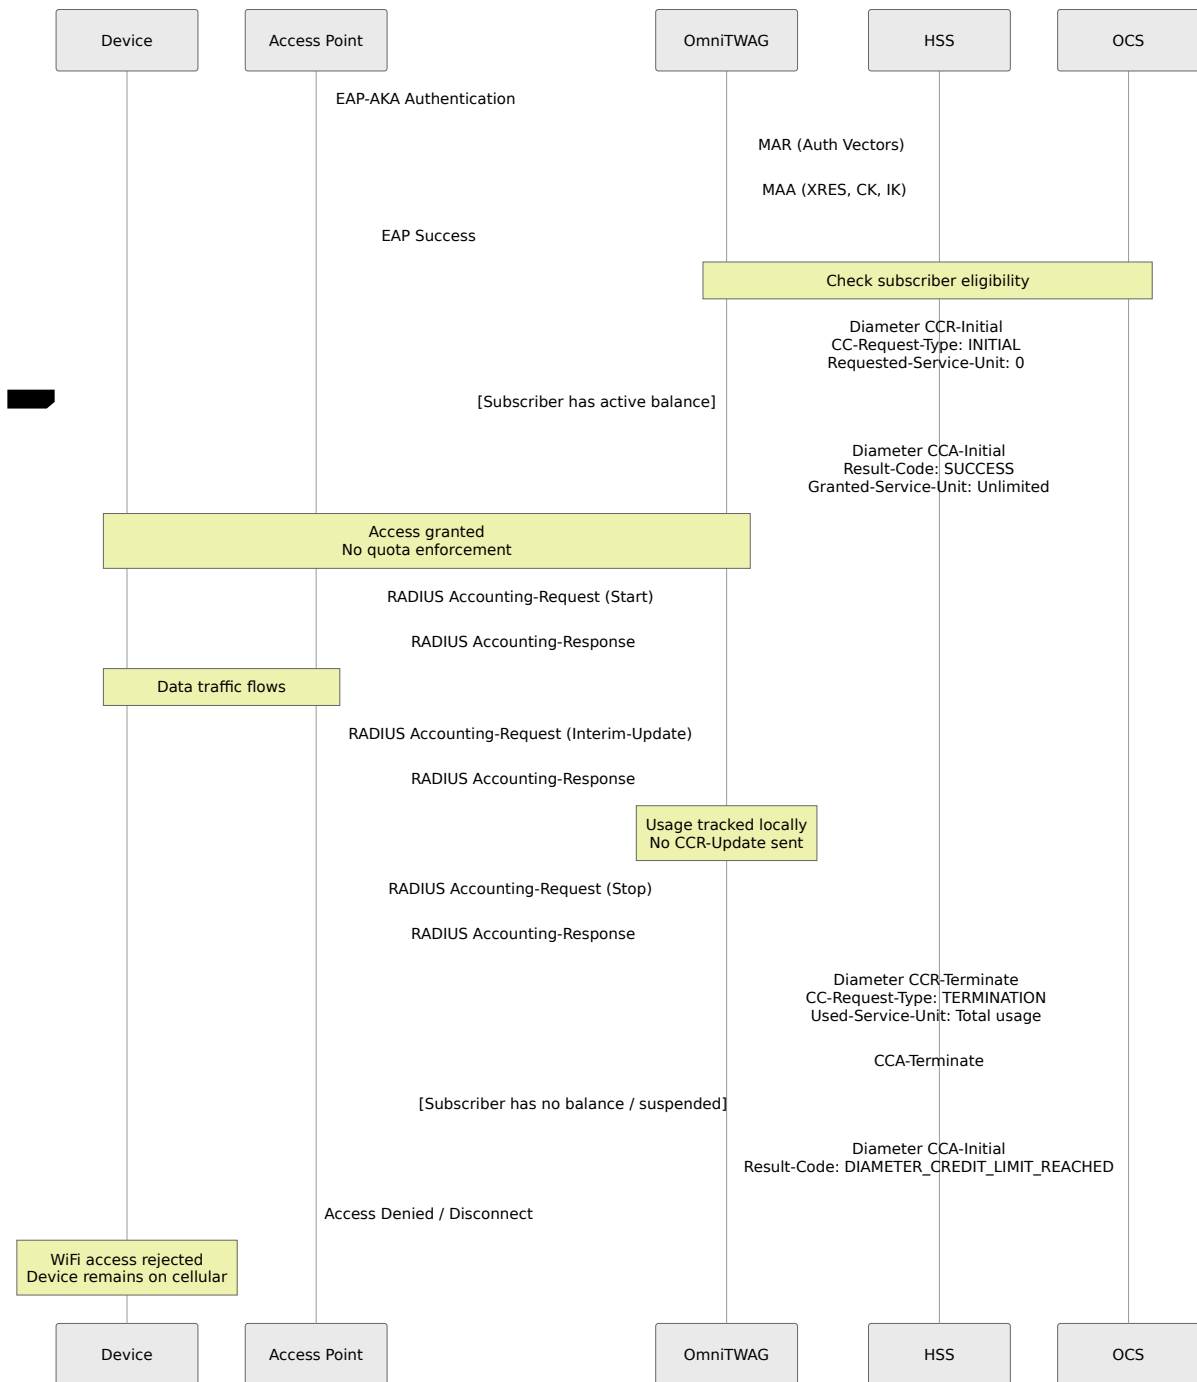 Device
Access Point
OmniTWAG
HSS
OCS
EAP-AKA Authentication
MAR (Auth Vectors)
MAA (XRES, CK, IK)
EAP Success
Check subscriber eligibility
Diameter CCR-Initial
CC-Request-Type: INITIAL
Requested-Service-Unit: 0
[Subscriber has active balance]
Diameter CCA-Initial
Result-Code: SUCCESS
Granted-Service-Unit: Unlimited
Access granted
No quota enforcement
RADIUS Accounting-Request (Start)
RADIUS Accounting-Response
Data traffic flows
RADIUS Accounting-Request (Interim-Update)
RADIUS Accounting-Response
Usage tracked locally
No CCR-Update sent
RADIUS Accounting-Request (Stop)
RADIUS Accounting-Response
Diameter CCR-Terminate
CC-Request-Type: TERMINATION
Used-Service-Unit: Total usage
CCA-Terminate
[Subscriber has no balance / suspended]
Diameter CCA-Initial
Result-Code: DIAMETER_CREDIT_LIMIT_REACHED
Access Denied / Disconnect
WiFi access rejected
Device remains on cellular
Device
Access Point
OmniTWAG
HSS
OCS